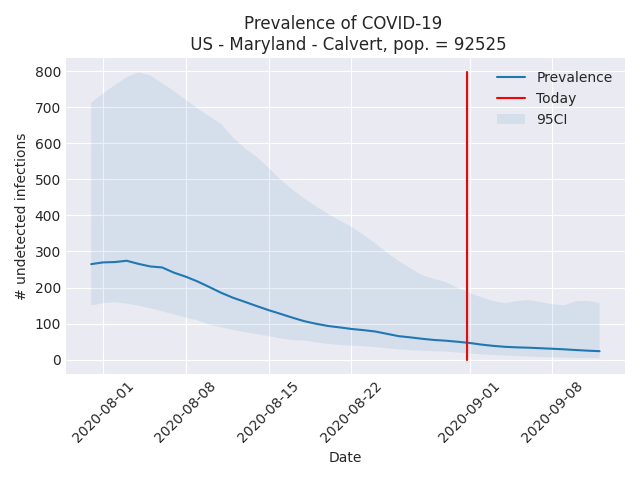 Prevalence of COVID-19
US - Maryland - Calvert, pop. = 92525
# undetected infections
800
700
600
500
400
300
200
100
0
Prevalence
Today
95CI
2020-08-01
2020-08-08
2020-08-15
2020-08-22
2020-09-01
2020-09-08
Date